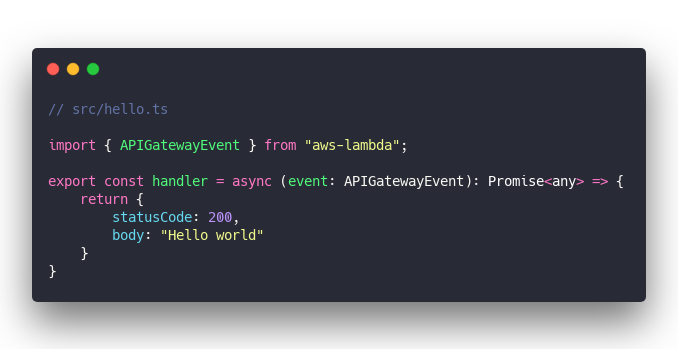 // src/hello.ts
import { APIGatewayEvent } from "aws-lambda";
export const handler = async (event: APIGatewayEvent): Promise<any> => {
    return {
        statusCode: 200,
        body: "Hello world"
    }
}